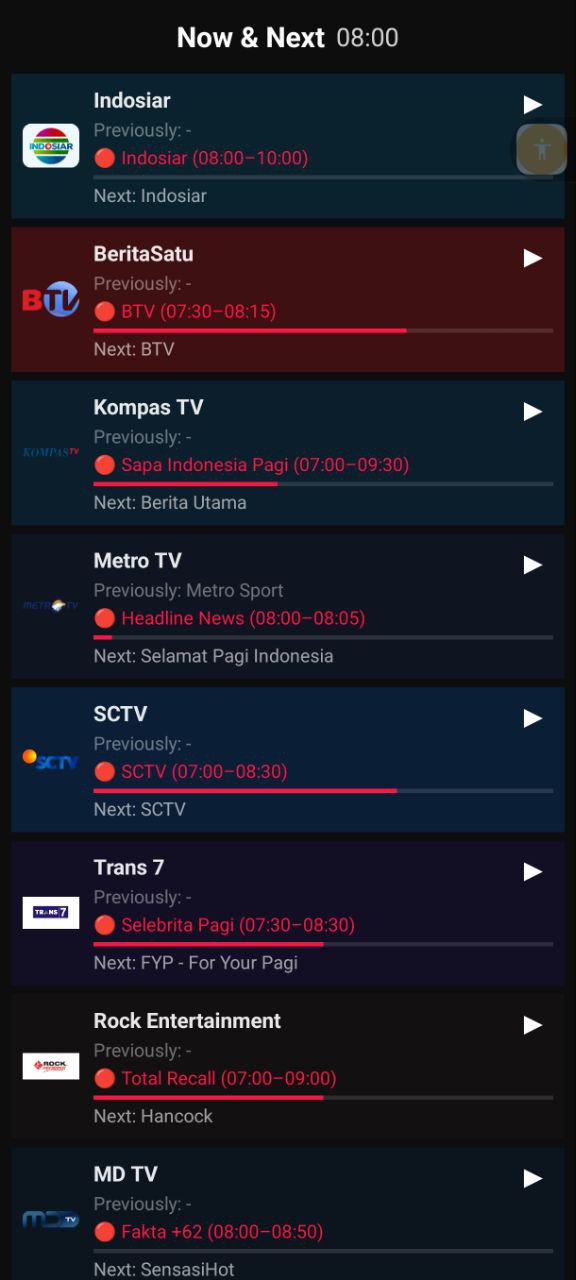 Now & Next 08:00
Indosiar
Previously: -
INDOSIAR
Indosiar (08:00–10:00)
Next: Indosiar
BeritaSatu
Previously: -
BTV
BTV (07:30–08:15)
Next: BTV
Kompas TV
Previously: -
KOMPAS TV
Sapa Indonesia Pagi (07:00–09:30)
Next: Berita Utama
Metro TV
Previously: Metro Sport
METRO TV
Headline News (08:00–08:05)
Next: Selamat Pagi Indonesia
SCTV
Previously: -
SCTV
SCTV (07:00–08:30)
Next: SCTV
Trans 7
Previously: -
TRANS 7
Selebrita Pagi (07:30–08:30)
Next: FYP - For Your Pagi
Rock Entertainment
Previously: -
ROCK
Total Recall (07:00–09:00)
Next: Hancock
MD TV
Previously: -
MD TV
Fakta +62 (08:00–08:50)
Next: SensasiHot